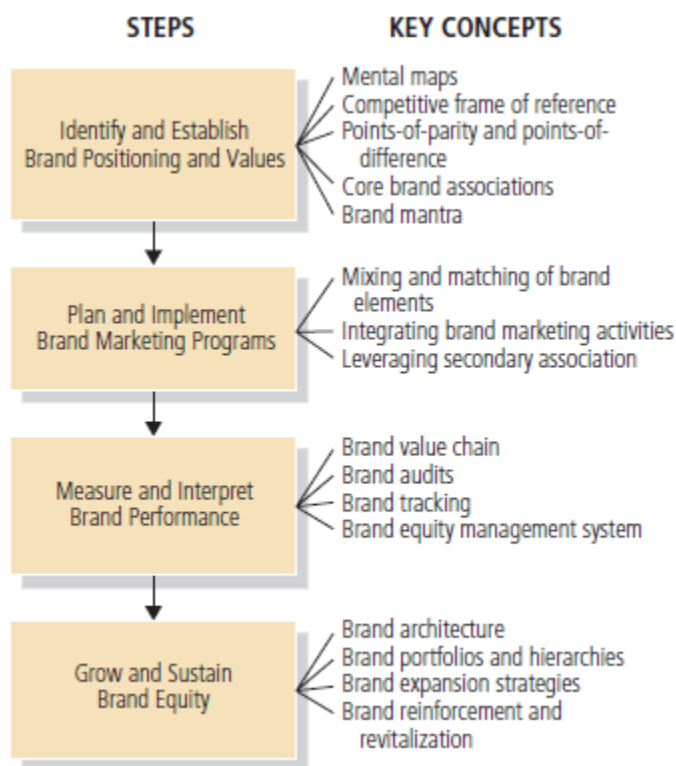 STEPS
KEY CONCEPTS
Identify and Establish
Brand Positioning and Values
Mental maps
Competitive frame of reference
Points-of-parity and points-of-
difference
Core brand associations
Brand mantra
Plan and Implement
Brand Marketing Programs
Mixing and matching of brand
elements
Integrating brand marketing activities
Leveraging secondary association
Measure and Interpret
Brand Performance
Brand value chain
Brand audits
Brand tracking
Brand equity management system
Grow and Sustain
Brand Equity
Brand architecture
Brand portfolios and hierarchies
Brand expansion strategies
Brand reinforcement and
revitalization